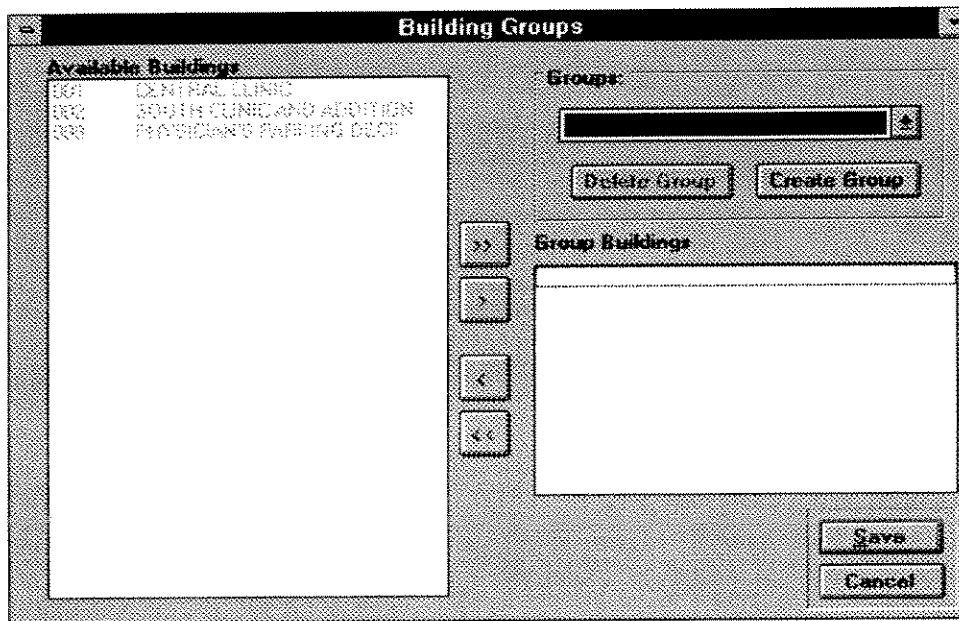 Building Groups
Available Buildings
001 CENTRAL CLINIC
002 SOUTH CLINIC AND ADDITION
003 PHYSICIAN'S PARKING DECK
Groups:
Delete Group Create Group
>>
Group Buildings
>
<
<<
Save
Cancel